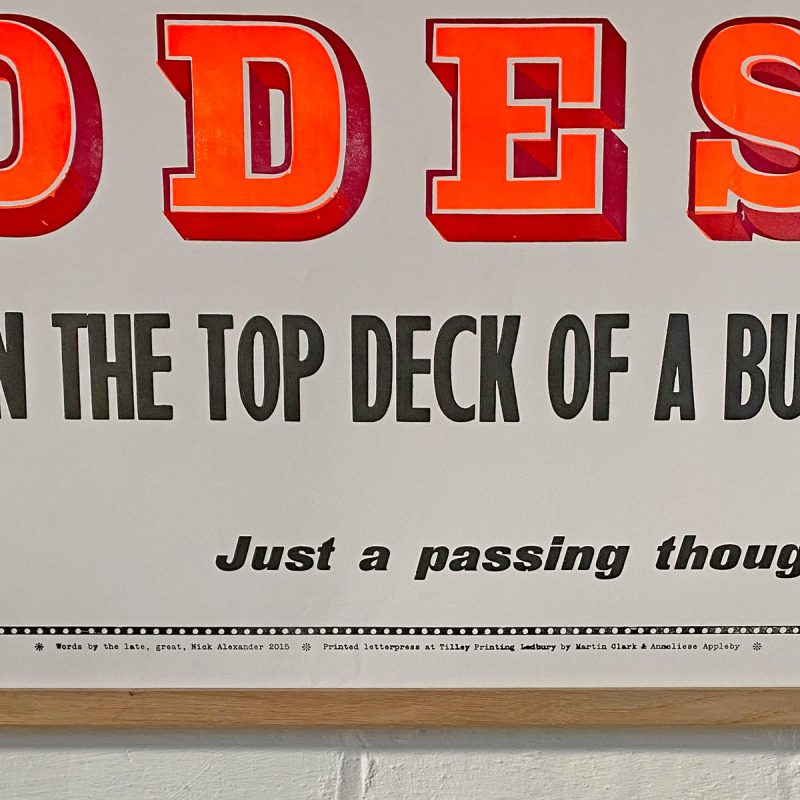 ODES
N THE TOP DECK OF A BU
Just a passing thoug
Words by the late, great, Nick Alexander 2015 Printed letterpress at Tilley Printing Ledbury by Martin Clark & Anneliese Appleby